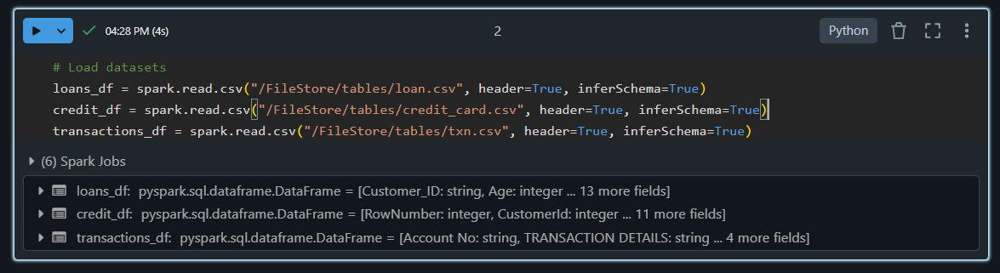 04:28 PM (4s)
2
Python
# Load datasets
loans_df = spark.read.csv("/FileStore/tables/loan.csv", header=True, inferSchema=True)
credit_df = spark.read.csv("/FileStore/tables/credit_card.csv", header=True, inferSchema=True)
transactions_df = spark.read.csv("/FileStore/tables/txn.csv", header=True, inferSchema=True)
(6) Spark Jobs
loans_df: pyspark.sql.dataframe.DataFrame = [Customer_ID: string, Age: integer ... 13 more fields]
credit_df: pyspark.sql.dataframe.DataFrame = [RowNumber: integer, CustomerId: integer ... 11 more fields]
transactions_df: pyspark.sql.dataframe.DataFrame = [Account No: string, TRANSACTION DETAILS: string ... 4 more fields]